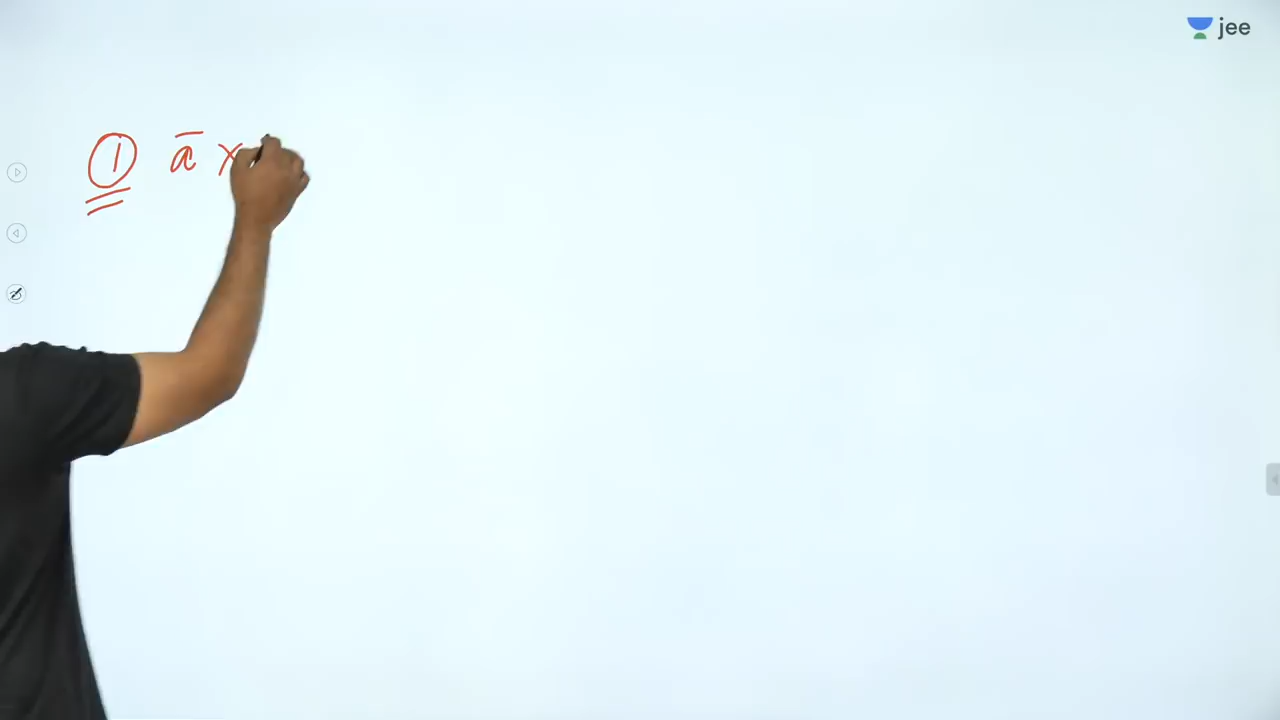 jee
① a̅ ×